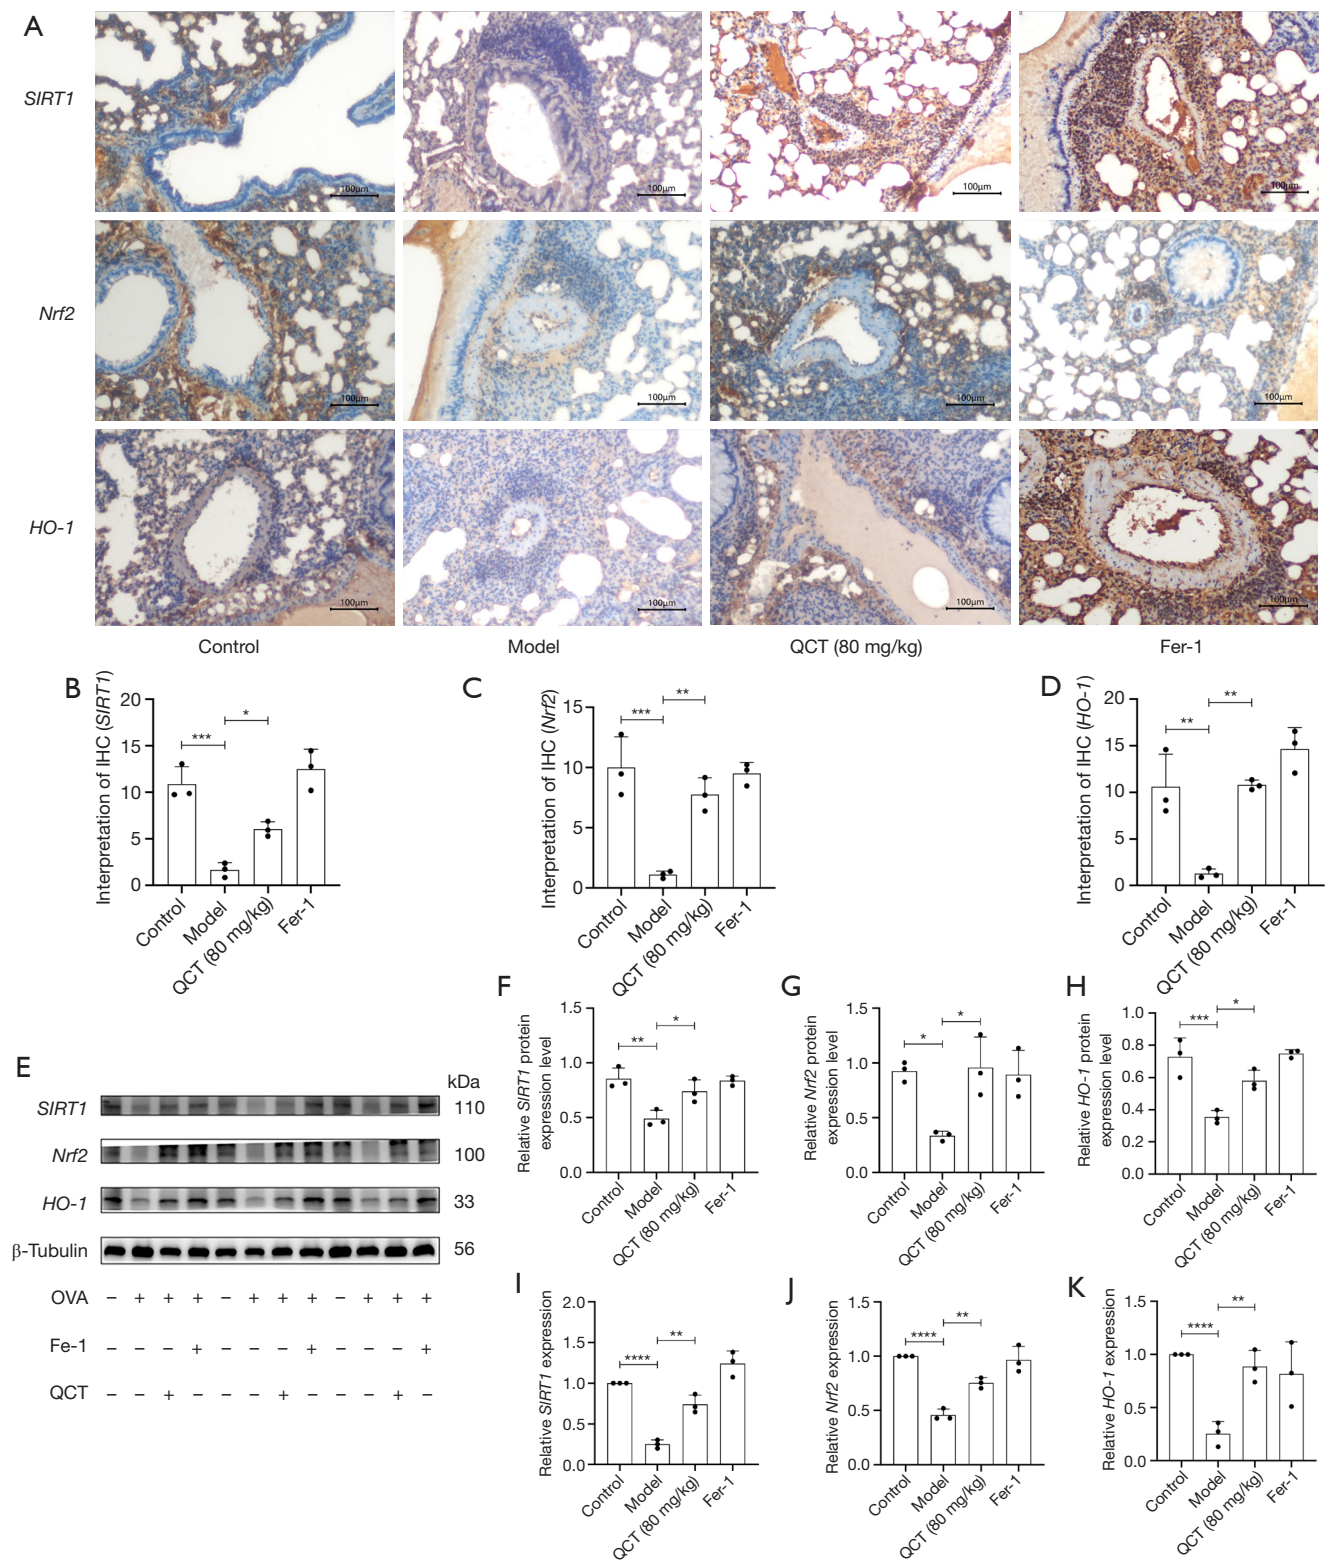 A
SIRT1
100μm 100μm 100μm 100μm
Nrf2
100μm 100μm 100μm 100μm
HO-1
100μm 100μm 100μm 100μm
Control Model QCT (80 mg/kg) Fer-1
B
Interpretation of IHC (SIRT1)
20
15
10
5
0
***
*
Control
Model
QCT (80 mg/kg)
Fer-1
C
Interpretation of IHC (Nrf2)
15
10
5
0
***
**
Control
Model
QCT (80 mg/kg)
Fer-1
D
Interpretation of IHC (HO-1)
20
15
10
5
0
**
**
Control
Model
QCT (80 mg/kg)
Fer-1
E
kDa
SIRT1 110
Nrf2 100
HO-1 33
β-Tubulin 56
OVA − + + + − + + + − + + +
Fe-1 − − − + − − − + − − − +
QCT − − + − − − + − − − + −
F
Relative SIRT1 protein
expression level
1.5
1.0
0.5
0.0
**
*
Control
Model
QCT (80 mg/kg)
Fer-1
G
Relative Nrf2 protein
expression level
1.5
1.0
0.5
0.0
*
*
Control
Model
QCT (80 mg/kg)
Fer-1
H
Relative HO-1 protein
expression level
1.0
0.8
0.6
0.4
0.2
0.0
***
*
Control
Model
QCT (80 mg/kg)
Fer-1
I
Relative SIRT1 expression
2.0
1.5
1.0
0.5
0.0
****
**
Control
Model
QCT (80 mg/kg)
Fer-1
J
Relative Nrf2 expression
1.5
1.0
0.5
0.0
****
**
Control
Model
QCT (80 mg/kg)
Fer-1
K
Relative HO-1 expression
1.5
1.0
0.5
0.0
****
**
Control
Model
QCT (80 mg/kg)
Fer-1